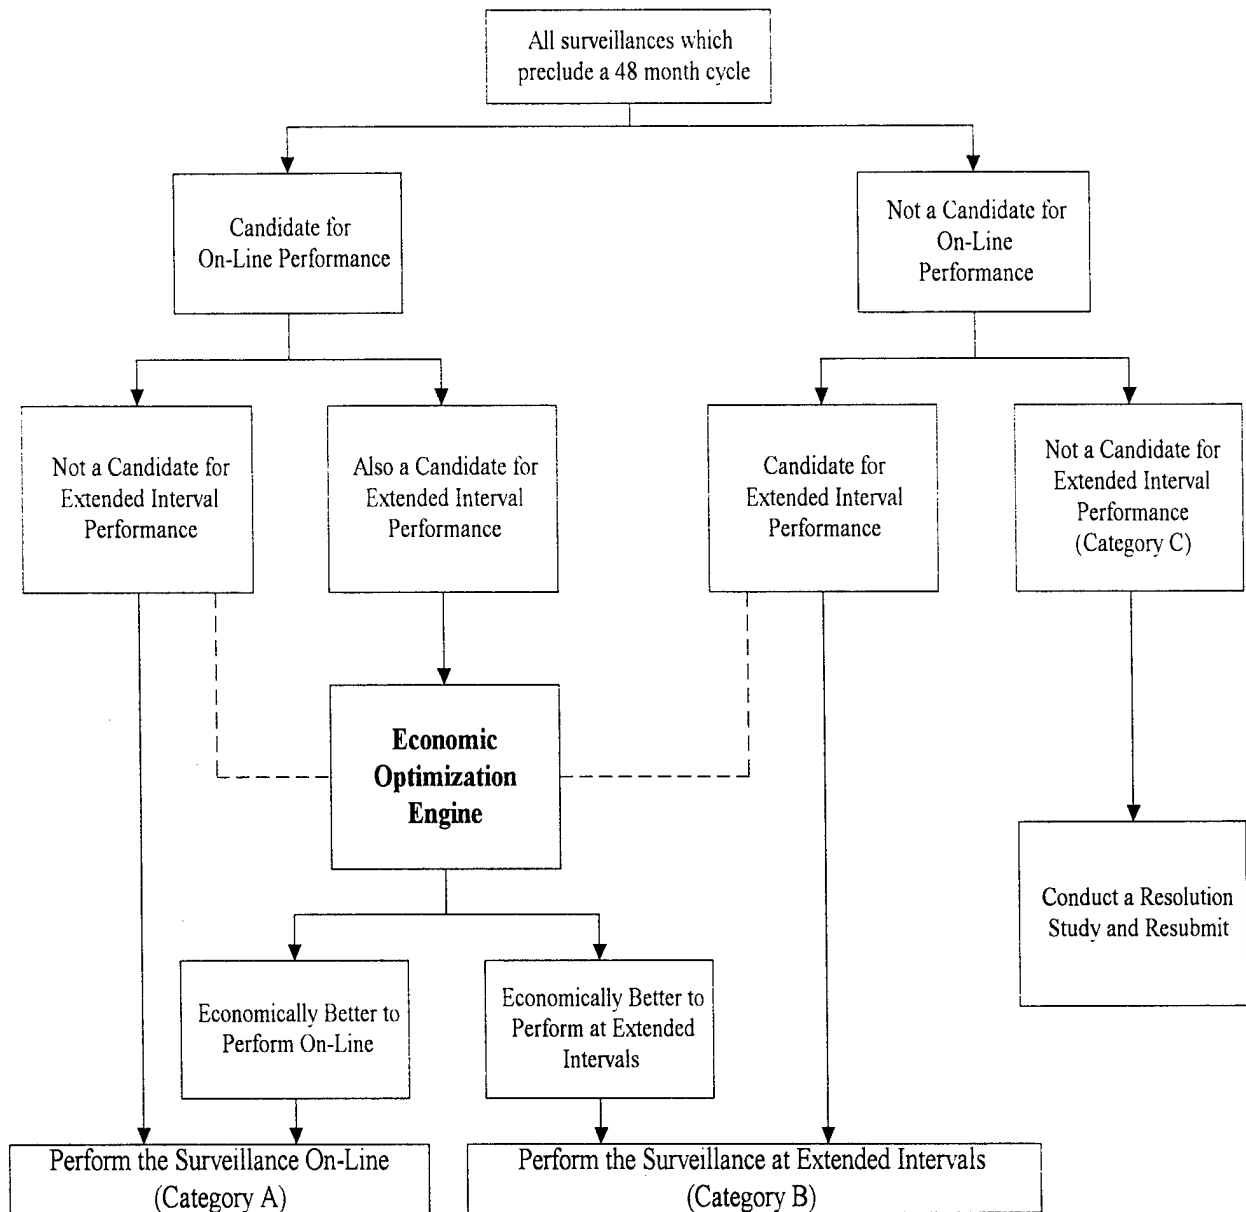 All surveillances which
preclude a 48 month cycle
Candidate for
On-Line Performance
Not a Candidate for
On-Line
Performance
Not a Candidate for
Extended Interval
Performance
Also a Candidate for
Extended Interval
Performance
Candidate for
Extended Interval
Performance
Not a Candidate for
Extended Interval
Performance
(Category C)
Economic
Optimization
Engine
Conduct a Resolution
Study and Resubmit
Economically Better to
Perform On-Line
Economically Better to
Perform at Extended
Intervals
Perform the Surveillance On-Line
(Category A)
Perform the Surveillance at Extended Intervals
(Category B)